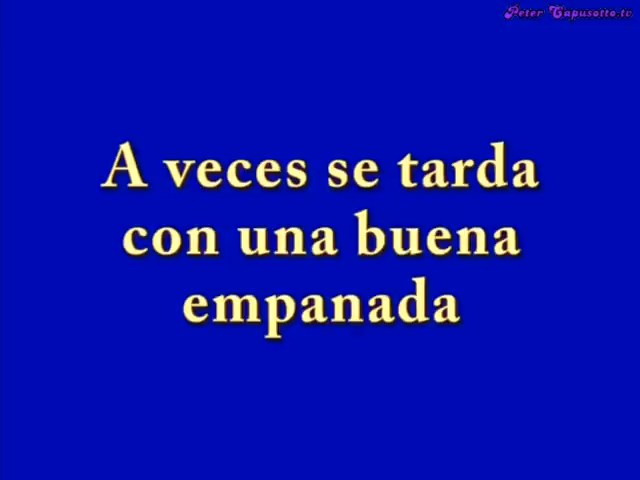 Peter Capusotto.tv
A veces se tarda
con una buena
empanada